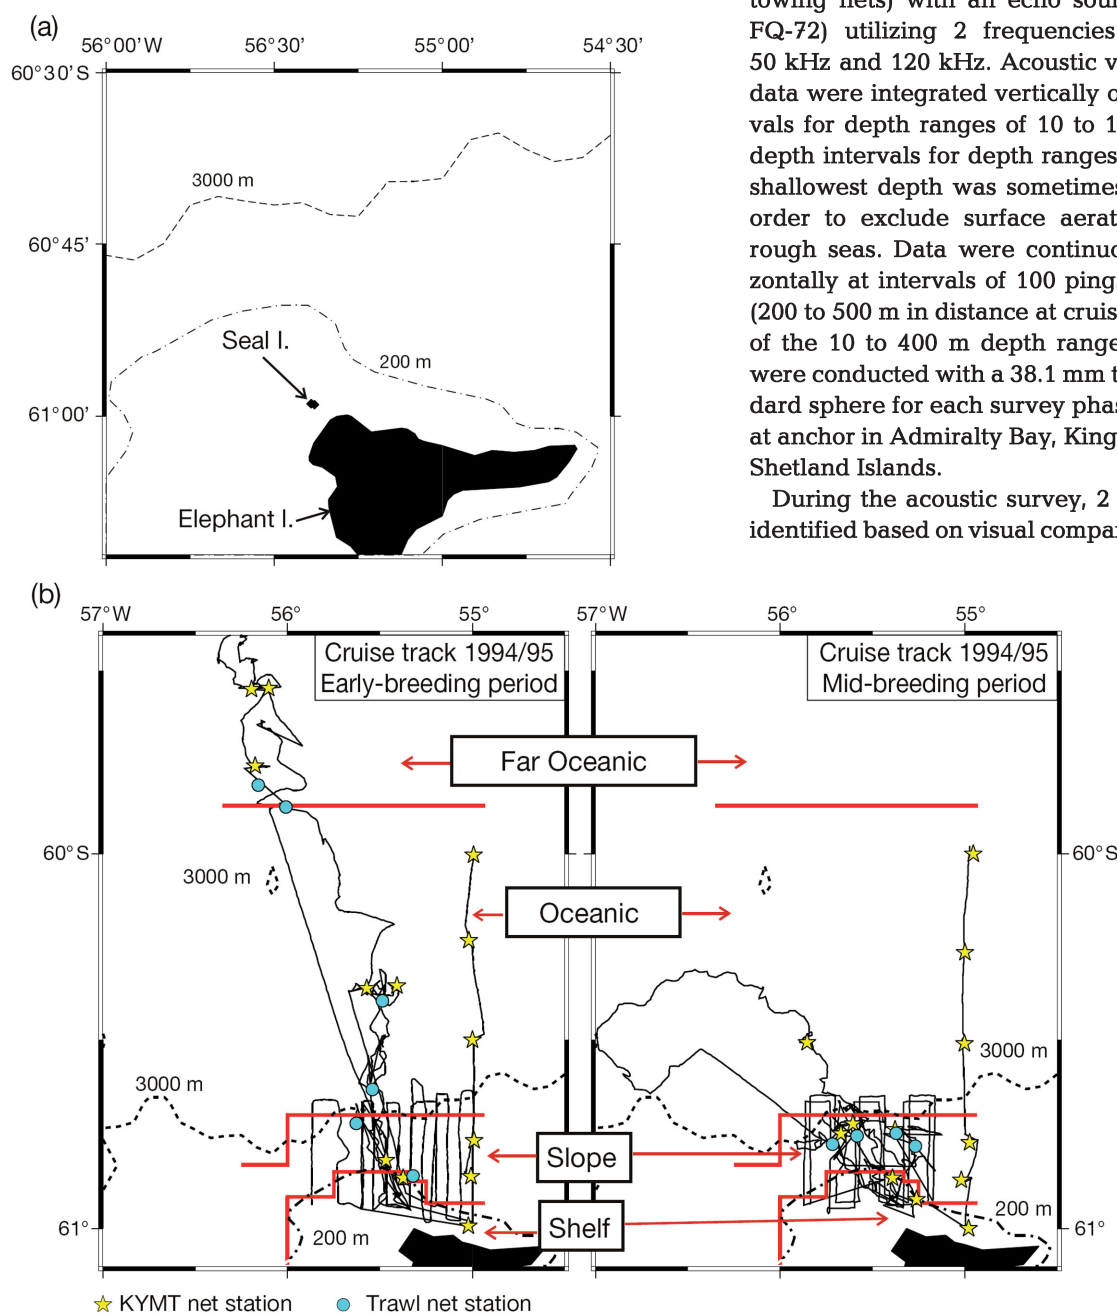 (a)
56°00'W 56°30' 55°00' 54°30'
60°30'S
3000 m
60°45'
Seal I.
200 m
61°00'
Elephant I.
towing nets) with an echo sour
FQ-72) utilizing 2 frequencies
50 kHz and 120 kHz. Acoustic v
data were integrated vertically o
vals for depth ranges of 10 to 1
depth intervals for depth ranges
shallowest depth was sometimes
order to exclude surface aerat
rough seas. Data were continuo
zontally at intervals of 100 ping
(200 to 500 m in distance at cruis
of the 10 to 400 m depth range
were conducted with a 38.1 mm t
dard sphere for each survey phas
at anchor in Admiralty Bay, King
Shetland Islands.
During the acoustic survey, 2
identified based on visual compa
(b)
57°W 56° 55° 57°W 56° 55°
Cruise track 1994/95
Early-breeding period
Cruise track 1994/95
Mid-breeding period
Far Oceanic
60°S 60°S
3000 m
Oceanic
3000 m
3000 m
Slope
Shelf
200 m
200 m
61° 61°
KYMT net station Trawl net station